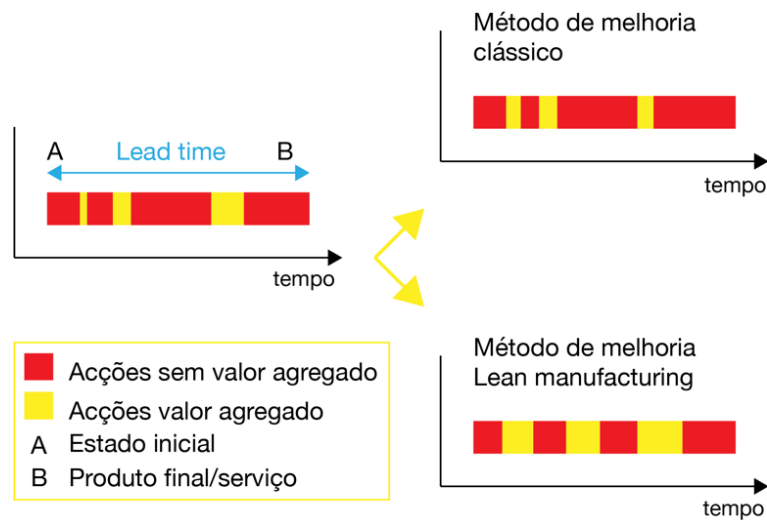 Método de melhoria
clássico
A Lead time B
tempo
tempo
Acções sem valor agregado
Acções valor agregado
A Estado inicial
B Produto final/serviço
Método de melhoria
Lean manufacturing
tempo